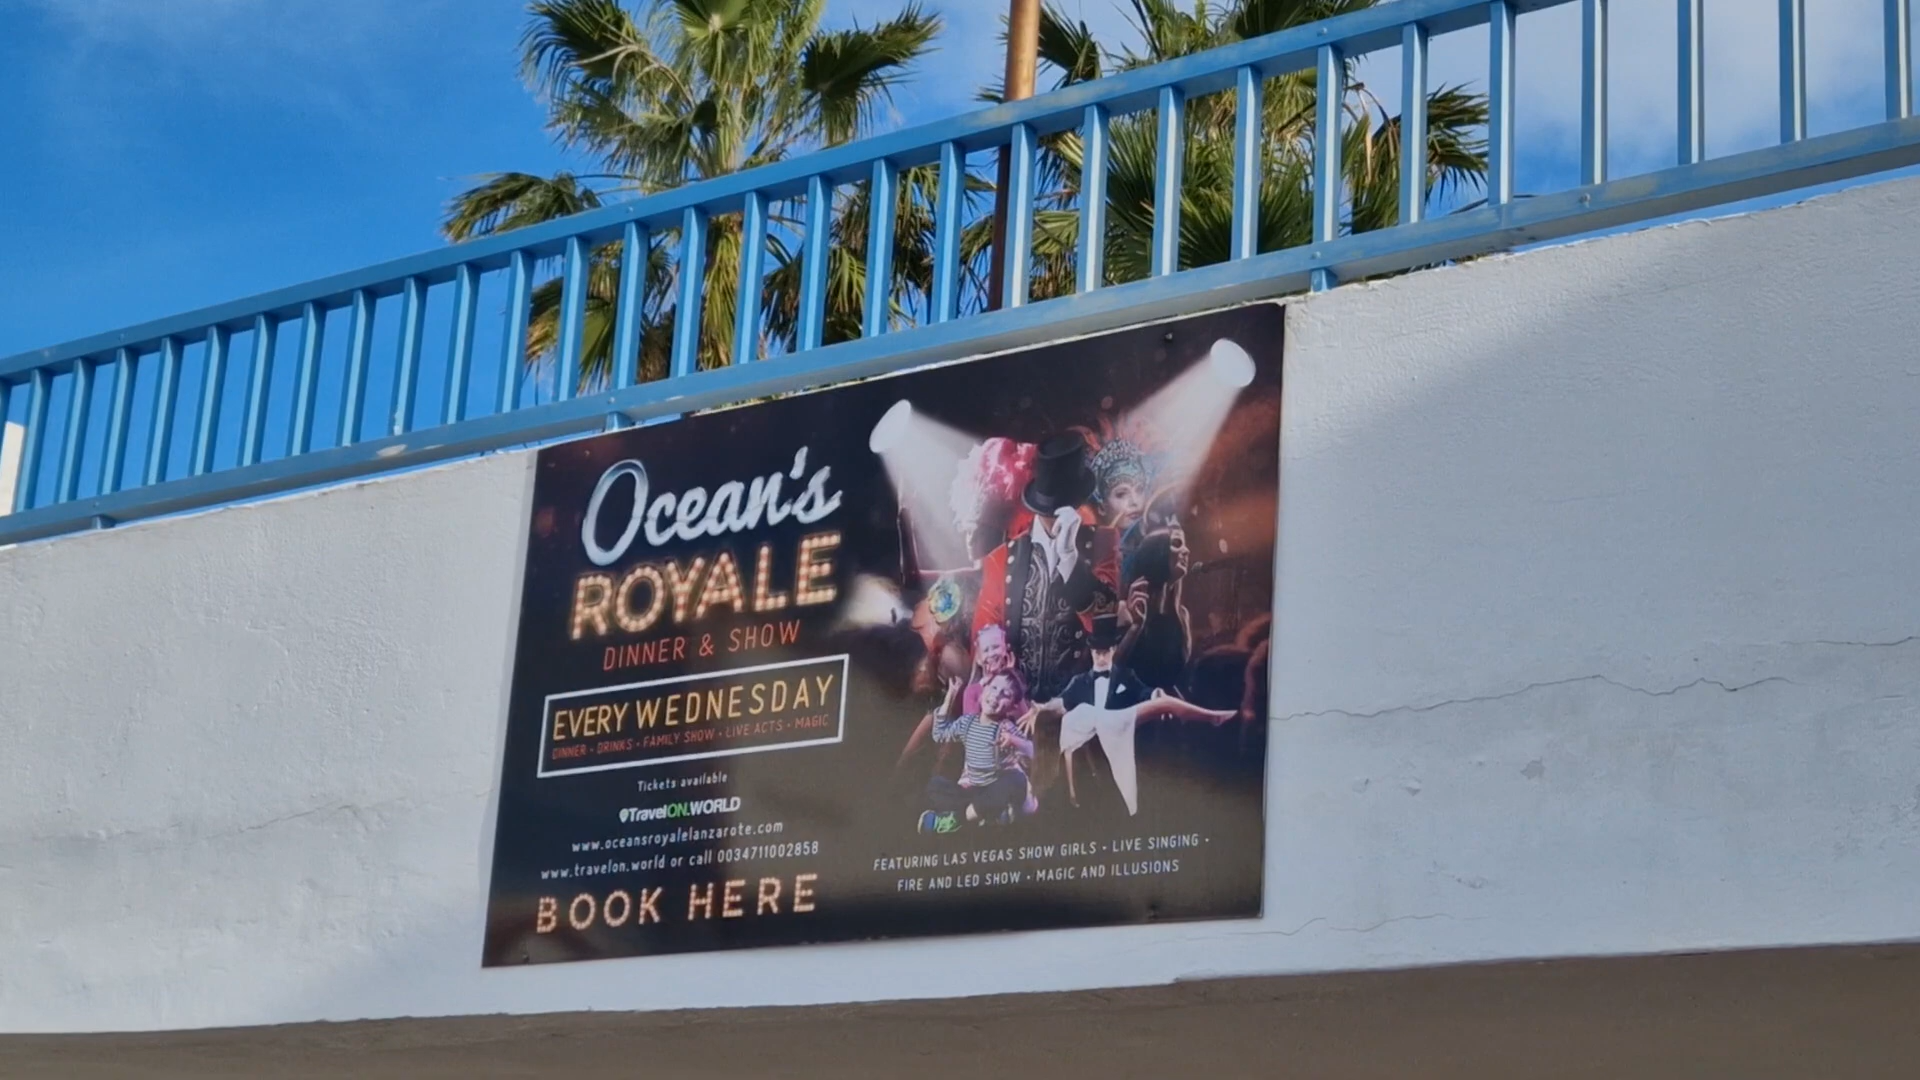 Ocean's
ROYALE
DINNER & SHOW
EVERY WEDNESDAY
DINNER • DRINKS • FAMILY SHOW • LIVE ACTS • MAGIC
Tickets available
TravelON.WORLD
www.oceansroyalelanzarote.com
www.travelon.world or call 0034711002858
BOOK HERE
FEATURING LAS VEGAS SHOW GIRLS • LIVE SINGING •
FIRE AND LED SHOW • MAGIC AND ILLUSIONS